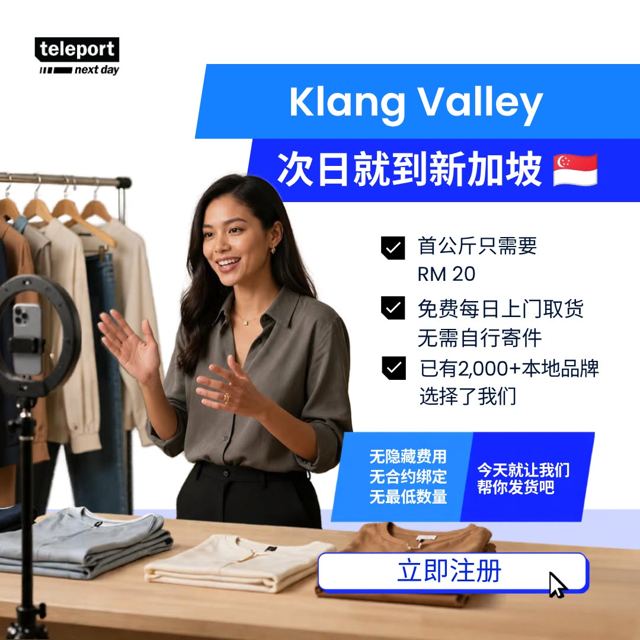 teleport
next day
Klang Valley
次日就到新加坡 🇸🇬
首公斤只需要
RM 20
免费每日上门取货
无需自行寄件
已有2,000+本地品牌
选择了我们
无隐藏费用
无合约绑定
无最低数量
今天就让我们
帮你发货吧
立即注册